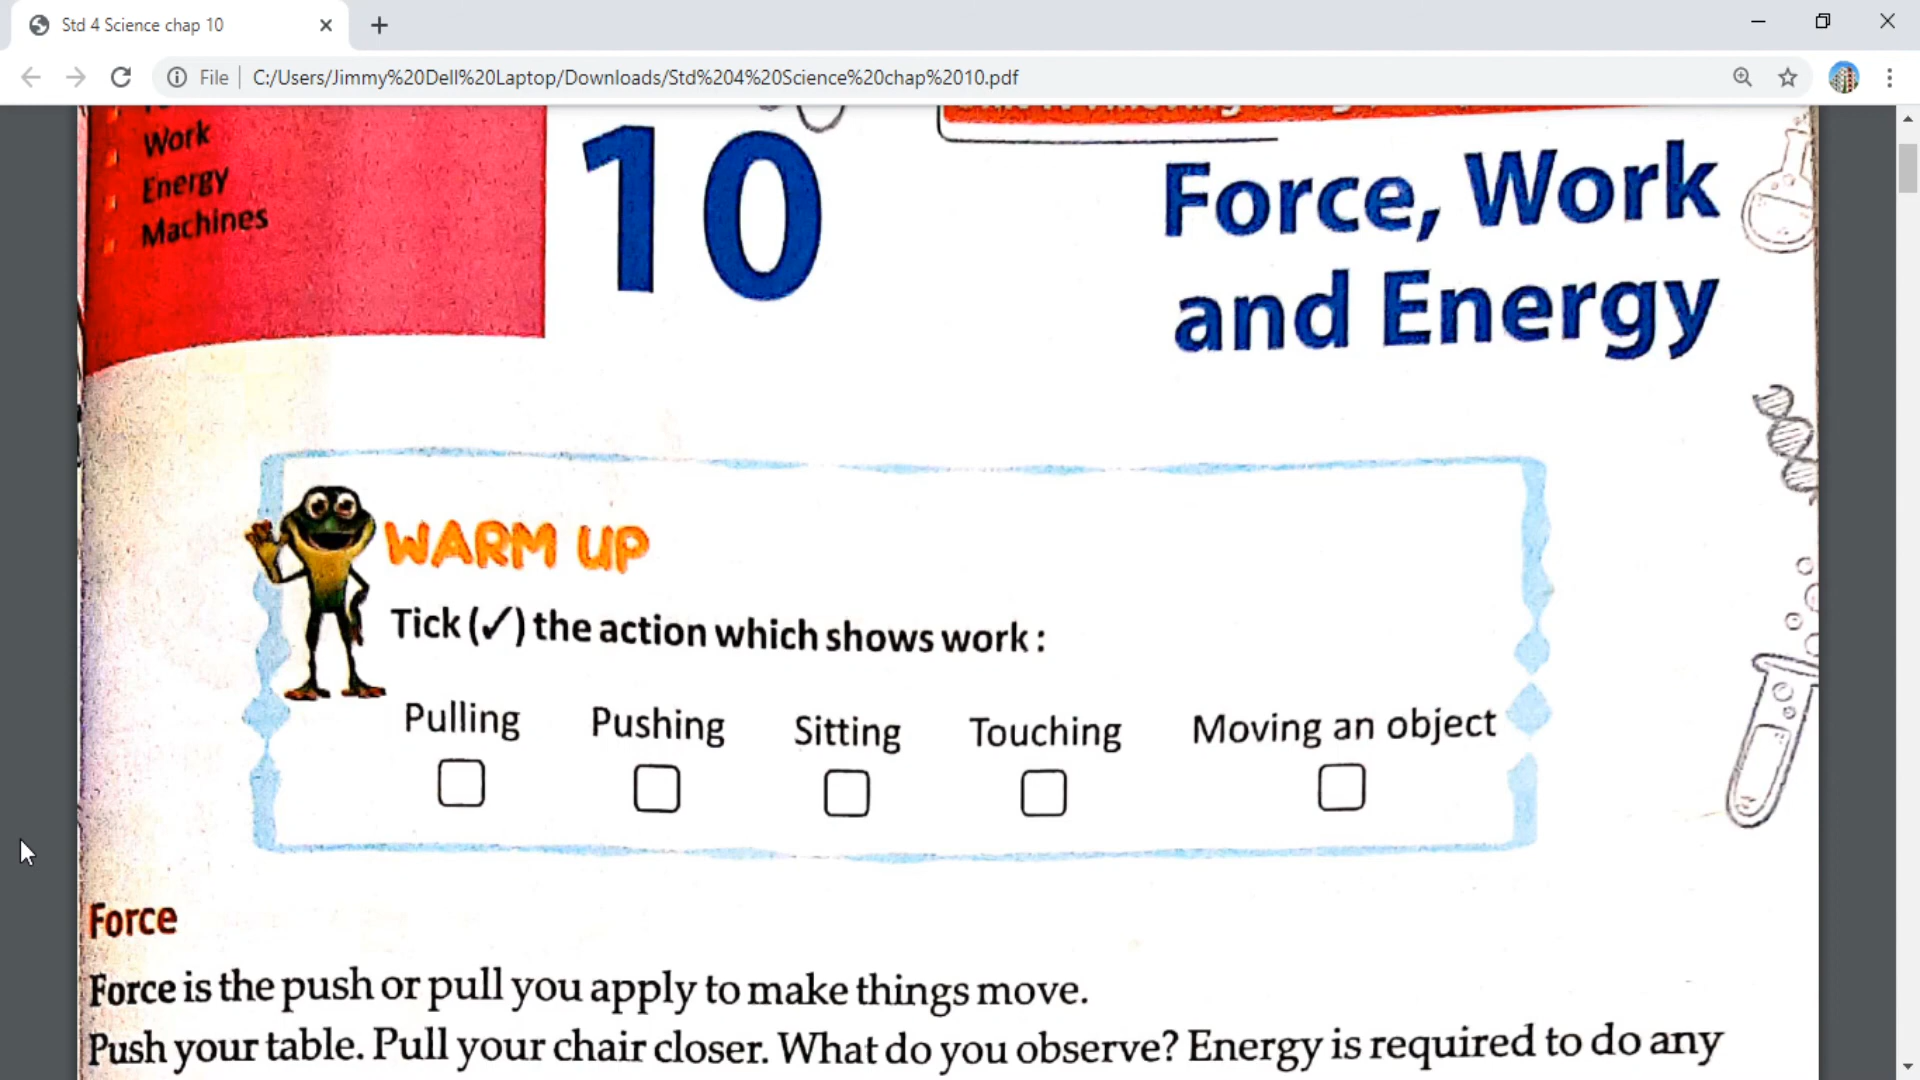 Std 4 Science chap 10
File
C:/Users/Jimmy%20Dell%20Laptop/Downloads/Std%204%20Science%20chap%2010.pdf
Work
Energy
Machines
10
Force, Work
and Energy
WARM UP
Tick (✓) the action which shows work :
Pulling Pushing Sitting Touching Moving an object
Force
Force is the push or pull you apply to make things move.
Push your table. Pull your chair closer. What do you observe? Energy is required to do any